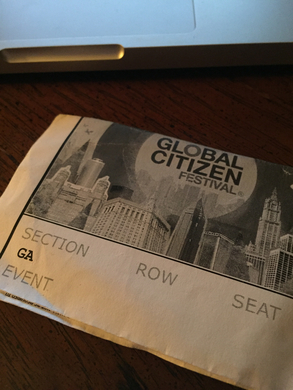 GLOBAL
CITIZEN
FESTIVAL
SECTION ROW SEAT
GA
EVENT